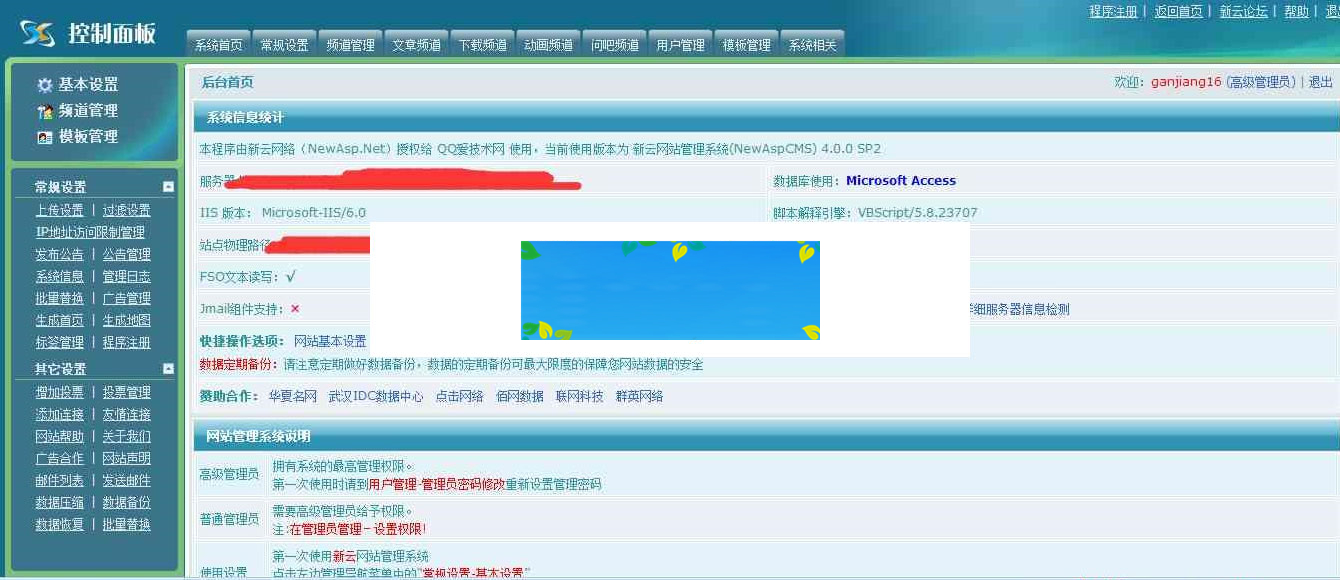 程序注册 | 返回首页 | 新云论坛 | 帮助 |
控制面板
系统首页 常规设置 频道管理 文章频道 下载频道 动画频道 问吧频道 用户管理 模板管理 系统相关
基本设置
频道管理
模板管理
常规设置
上传设置 | 过滤设置
IP地址访问限制管理
发布公告 | 公告管理
系统信息 | 管理日志
批量替换 | 广告管理
生成首页 | 生成地图
标签管理 | 程序注册
其它设置
增加投票 | 投票管理
添加连接 | 友情连接
网站帮助 | 关于我们
广告合作 | 网站声明
邮件列表 | 发送邮件
数据压缩 | 数据备份
数据恢复 | 批量替换
后台首页 欢迎: ganjiang16 (高级管理员) | 退出
系统信息统计
本程序由新云网络（NewAsp.Net）授权给 QQ爱技术网 使用，当前使用版本为 新云网站管理系统(NewAspCMS) 4.0.0 SP2
服务器 数据库使用: Microsoft Access
IIS 版本: Microsoft-IIS/6.0 脚本解释引擎: VBScript/5.8.23707
站点物理路径
FSO文本读写: √
Jmail组件支持: × 细服务器信息检测
快捷操作选项: 网站基本设置
数据定期备份: 请注意定期做好数据备份，数据的定期备份可最大限度的保障您网站数据的安全
赞助合作: 华夏名网 武汉IDC数据中心 点击网络 佰网数据 联网科技 群英网络
网站管理系统说明
高级管理员 拥有系统的最高管理权限。
第一次使用时请到用户管理-管理员密码修改重新设置管理密码
普通管理员 需要高级管理员给予权限。
注:在管理员管理－设置权限!
使用设置 第一次使用新云网站管理系统
点击左边管理导航菜单中的"常规设置-基本设置"